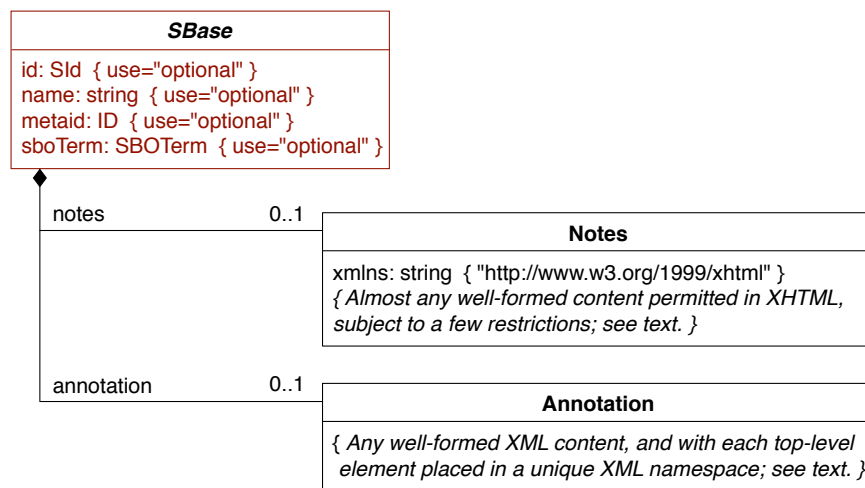 SBase
id: SId { use="optional" }
name: string { use="optional" }
metaid: ID { use="optional" }
sboTerm: SBOTerm { use="optional" }
notes 0..1
Notes
xmlns: string { "http://www.w3.org/1999/xhtml" }
{ Almost any well-formed content permitted in XHTML,
subject to a few restrictions; see text. }
annotation 0..1
Annotation
{ Any well-formed XML content, and with each top-level
element placed in a unique XML namespace; see text. }